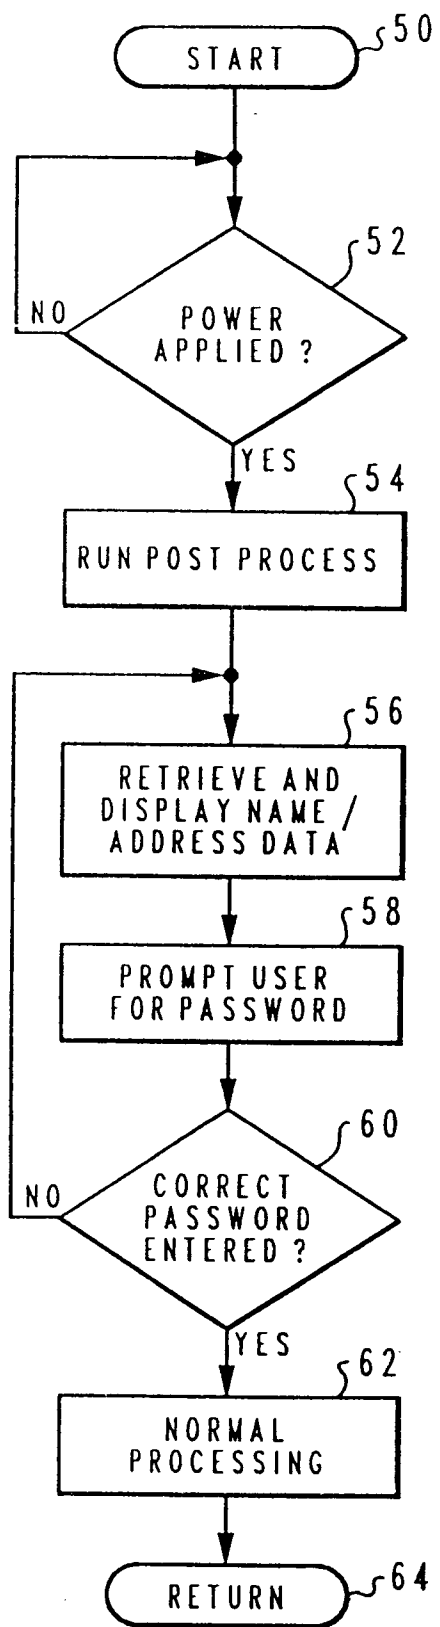 50
START
52
NO
POWER
APPLIED ?
YES
54
RUN POST PROCESS
56
RETRIEVE AND
DISPLAY NAME /
ADDRESS DATA
58
PROMPT USER
FOR PASSWORD
60
NO
CORRECT
PASSWORD
ENTERED ?
YES
62
NORMAL
PROCESSING
RETURN
64